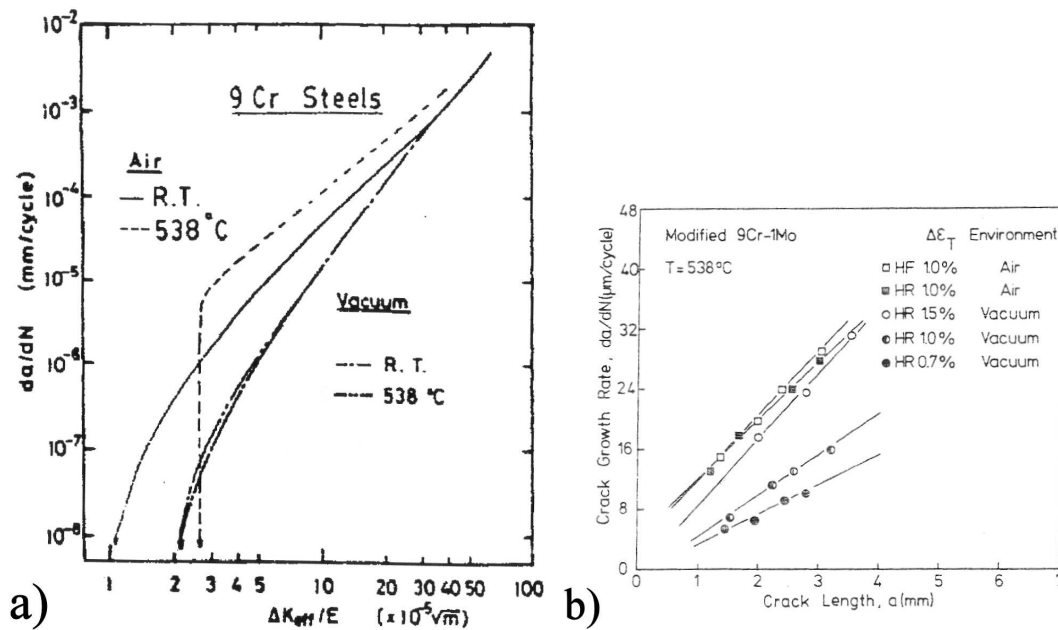 10^-2
10^-3
10^-4
10^-5
10^-6
10^-7
10^-8
da/dN (mm/cycle)
9 Cr Steels
Air
R.T.
538 °C
Vacuum
R.T.
538 °C
1 2 3 4 5 10 20 30 40 50 100
ΔKeff/E (×10^-5 √m)
a)
48
40
32
24
16
8
0
Crack Growth Rate, da/dN(μm/cycle)
Modified 9Cr-1Mo
T=538°C
Δε_T Environment
HF 1.0% Air
HR 1.0% Air
HR 1.5% Vacuum
HR 1.0% Vacuum
HR 0.7% Vacuum
0 1 2 3 4 5 6 7
Crack Length, a(mm)
b)